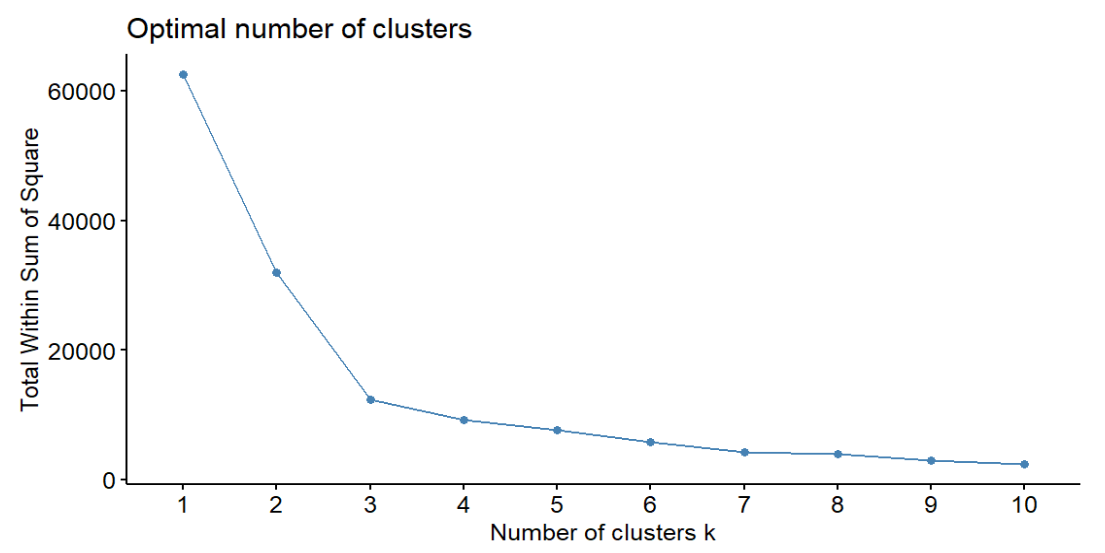 Optimal number of clusters
Total Within Sum of Square
60000
40000
20000
0
1 2 3 4 5 6 7 8 9 10
Number of clusters k